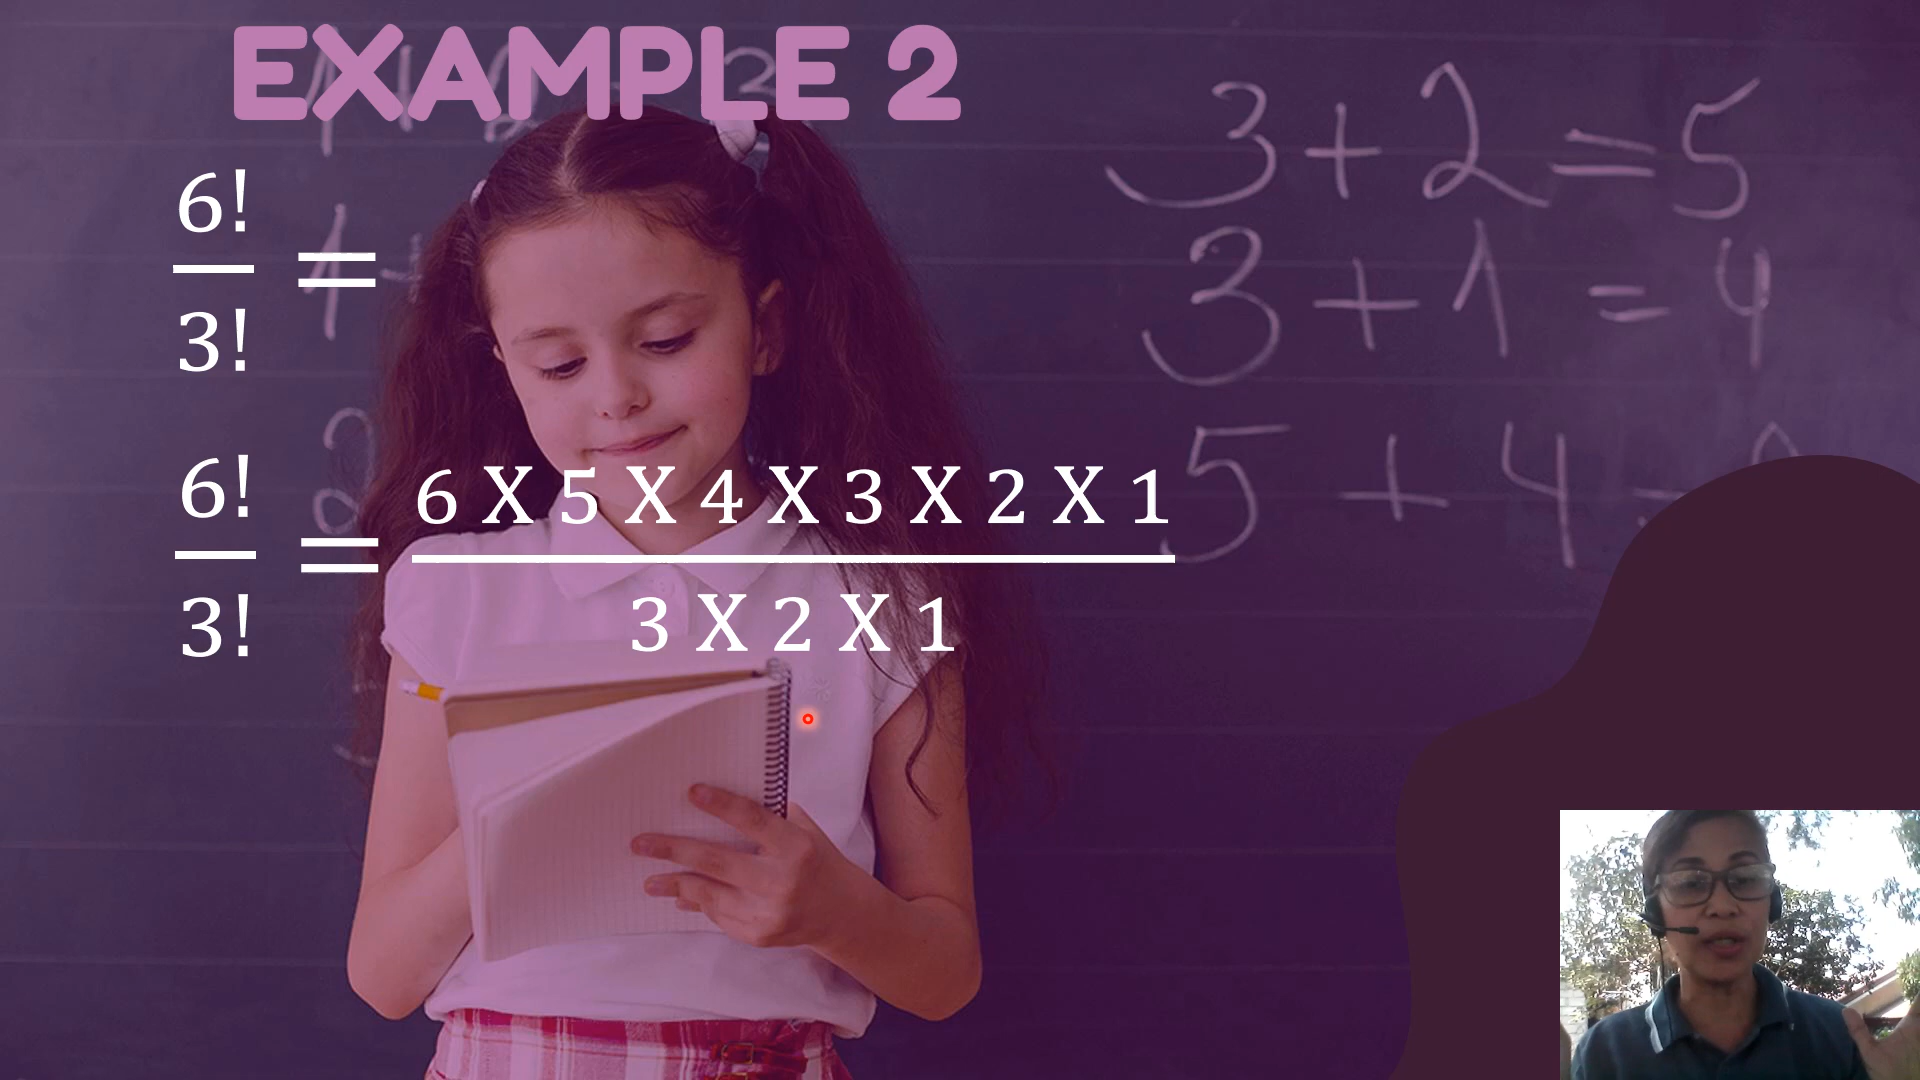 EXAMPLE 2
6!
— =
3!
6! 6 X 5 X 4 X 3 X 2 X 1
— = —
3! 3 X 2 X 1
3 + 2 = 5
3 + 1 = 4
5 + 4